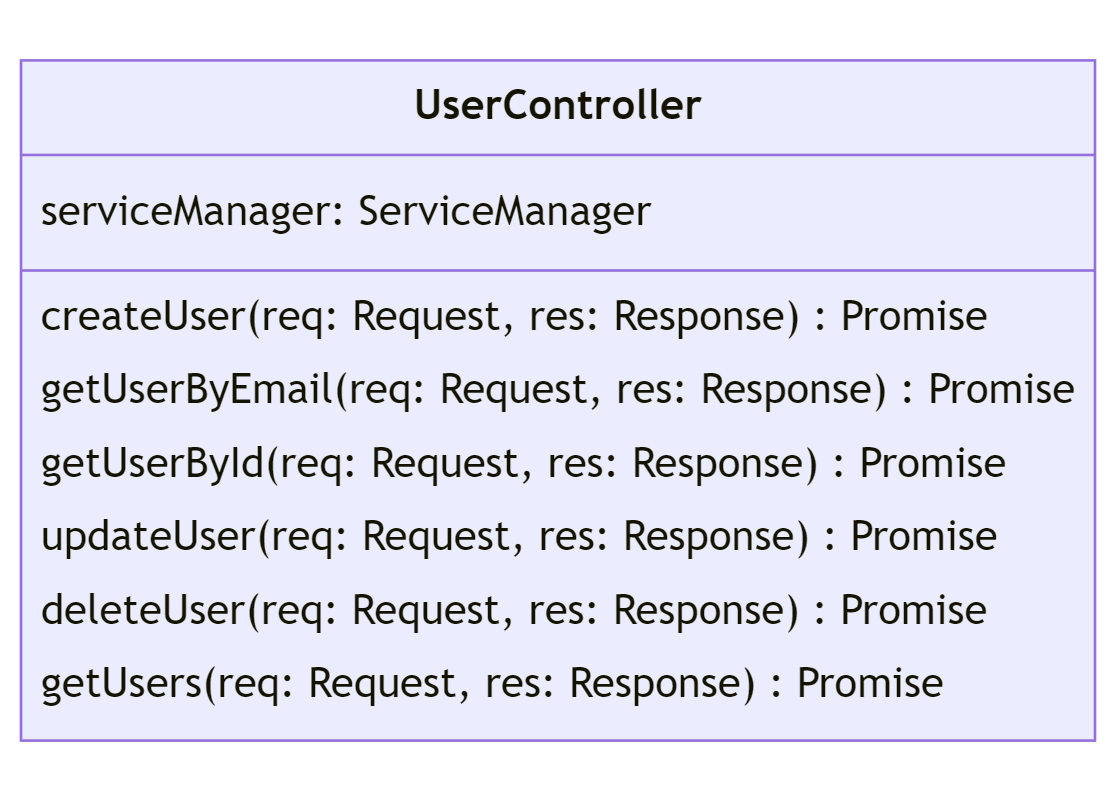 UserController
serviceManager: ServiceManager
createUser(req: Request, res: Response) : Promise
getUserByEmail(req: Request, res: Response) : Promise
getUserById(req: Request, res: Response) : Promise
updateUser(req: Request, res: Response) : Promise
deleteUser(req: Request, res: Response) : Promise
getUsers(req: Request, res: Response) : Promise